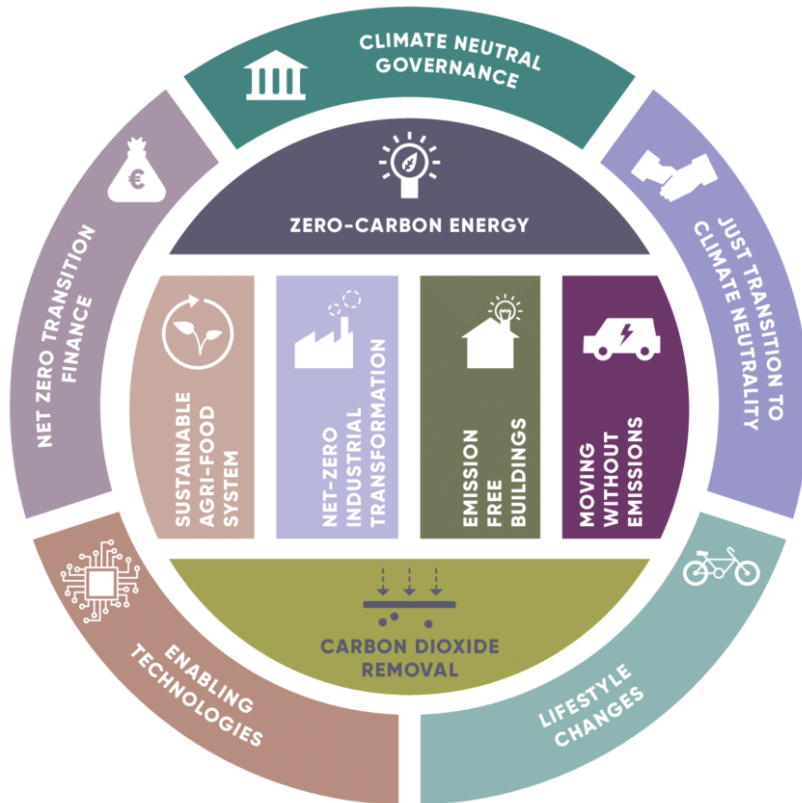 CLIMATE NEUTRAL
GOVERNANCE
NET ZERO TRANSITION
FINANCE
€
JUST TRANSITION TO
CLIMATE NEUTRALITY
ZERO-CARBON ENERGY
SUSTAINABLE
AGRI-FOOD
SYSTEM
NET-ZERO
INDUSTRIAL
TRANSFORMATION
EMISSION
FREE
BUILDINGS
MOVING
WITHOUT
EMISSIONS
CARBON DIOXIDE
REMOVAL
ENABLING
TECHNOLOGIES
LIFESTYLE
CHANGES